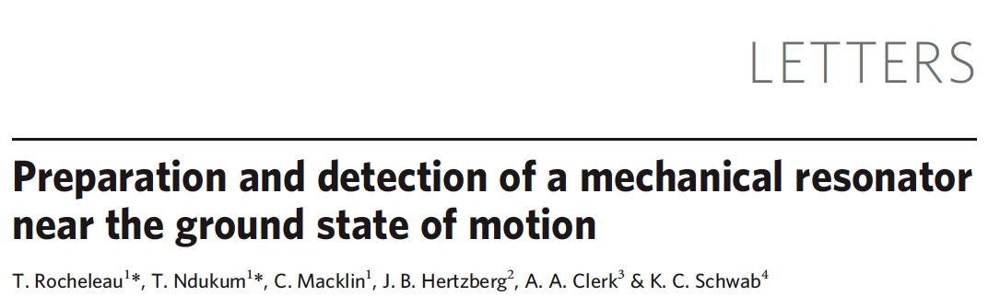 LETTERS
Preparation and detection of a mechanical resonator
near the ground state of motion
T. Rocheleau¹*, T. Ndukum¹*, C. Macklin¹, J. B. Hertzberg², A. A. Clerk³ & K. C. Schwab⁴